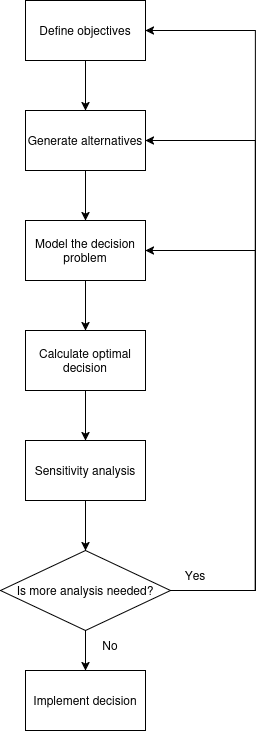 Define objectives
Generate alternatives
Model the decision
problem
Calculate optimal
decision
Sensitivity analysis
Is more analysis needed?
Yes
No
Implement decision